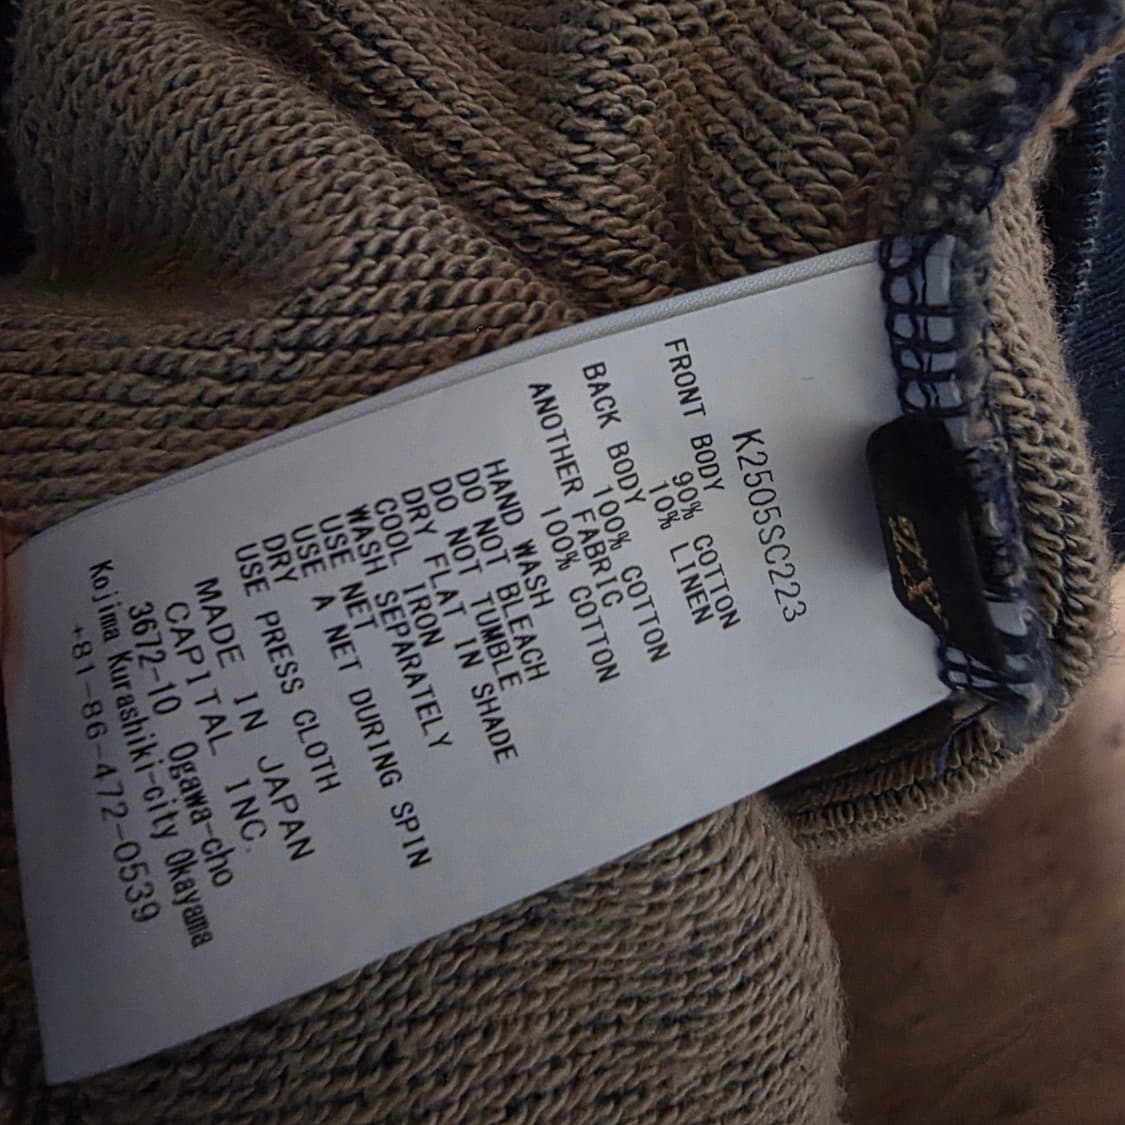 K2505SC223
FRONT BODY
90% COTTON
10% LINEN
BACK BODY
100% COTTON
ANOTHER FABRIC
100% COTTON
HAND WASH
DO NOT BLEACH
DO NOT TUMBLE
DRY FLAT IN SHADE
COOL IRON
WASH SEPARATELY
USE NET
USE A NET DURING SPIN
DRY
USE PRESS CLOTH
MADE IN JAPAN
CAPITAL INC.
3672-10 Ogawa-cho
Kojima Kurashiki-city Okayama
+81-86-472-0539